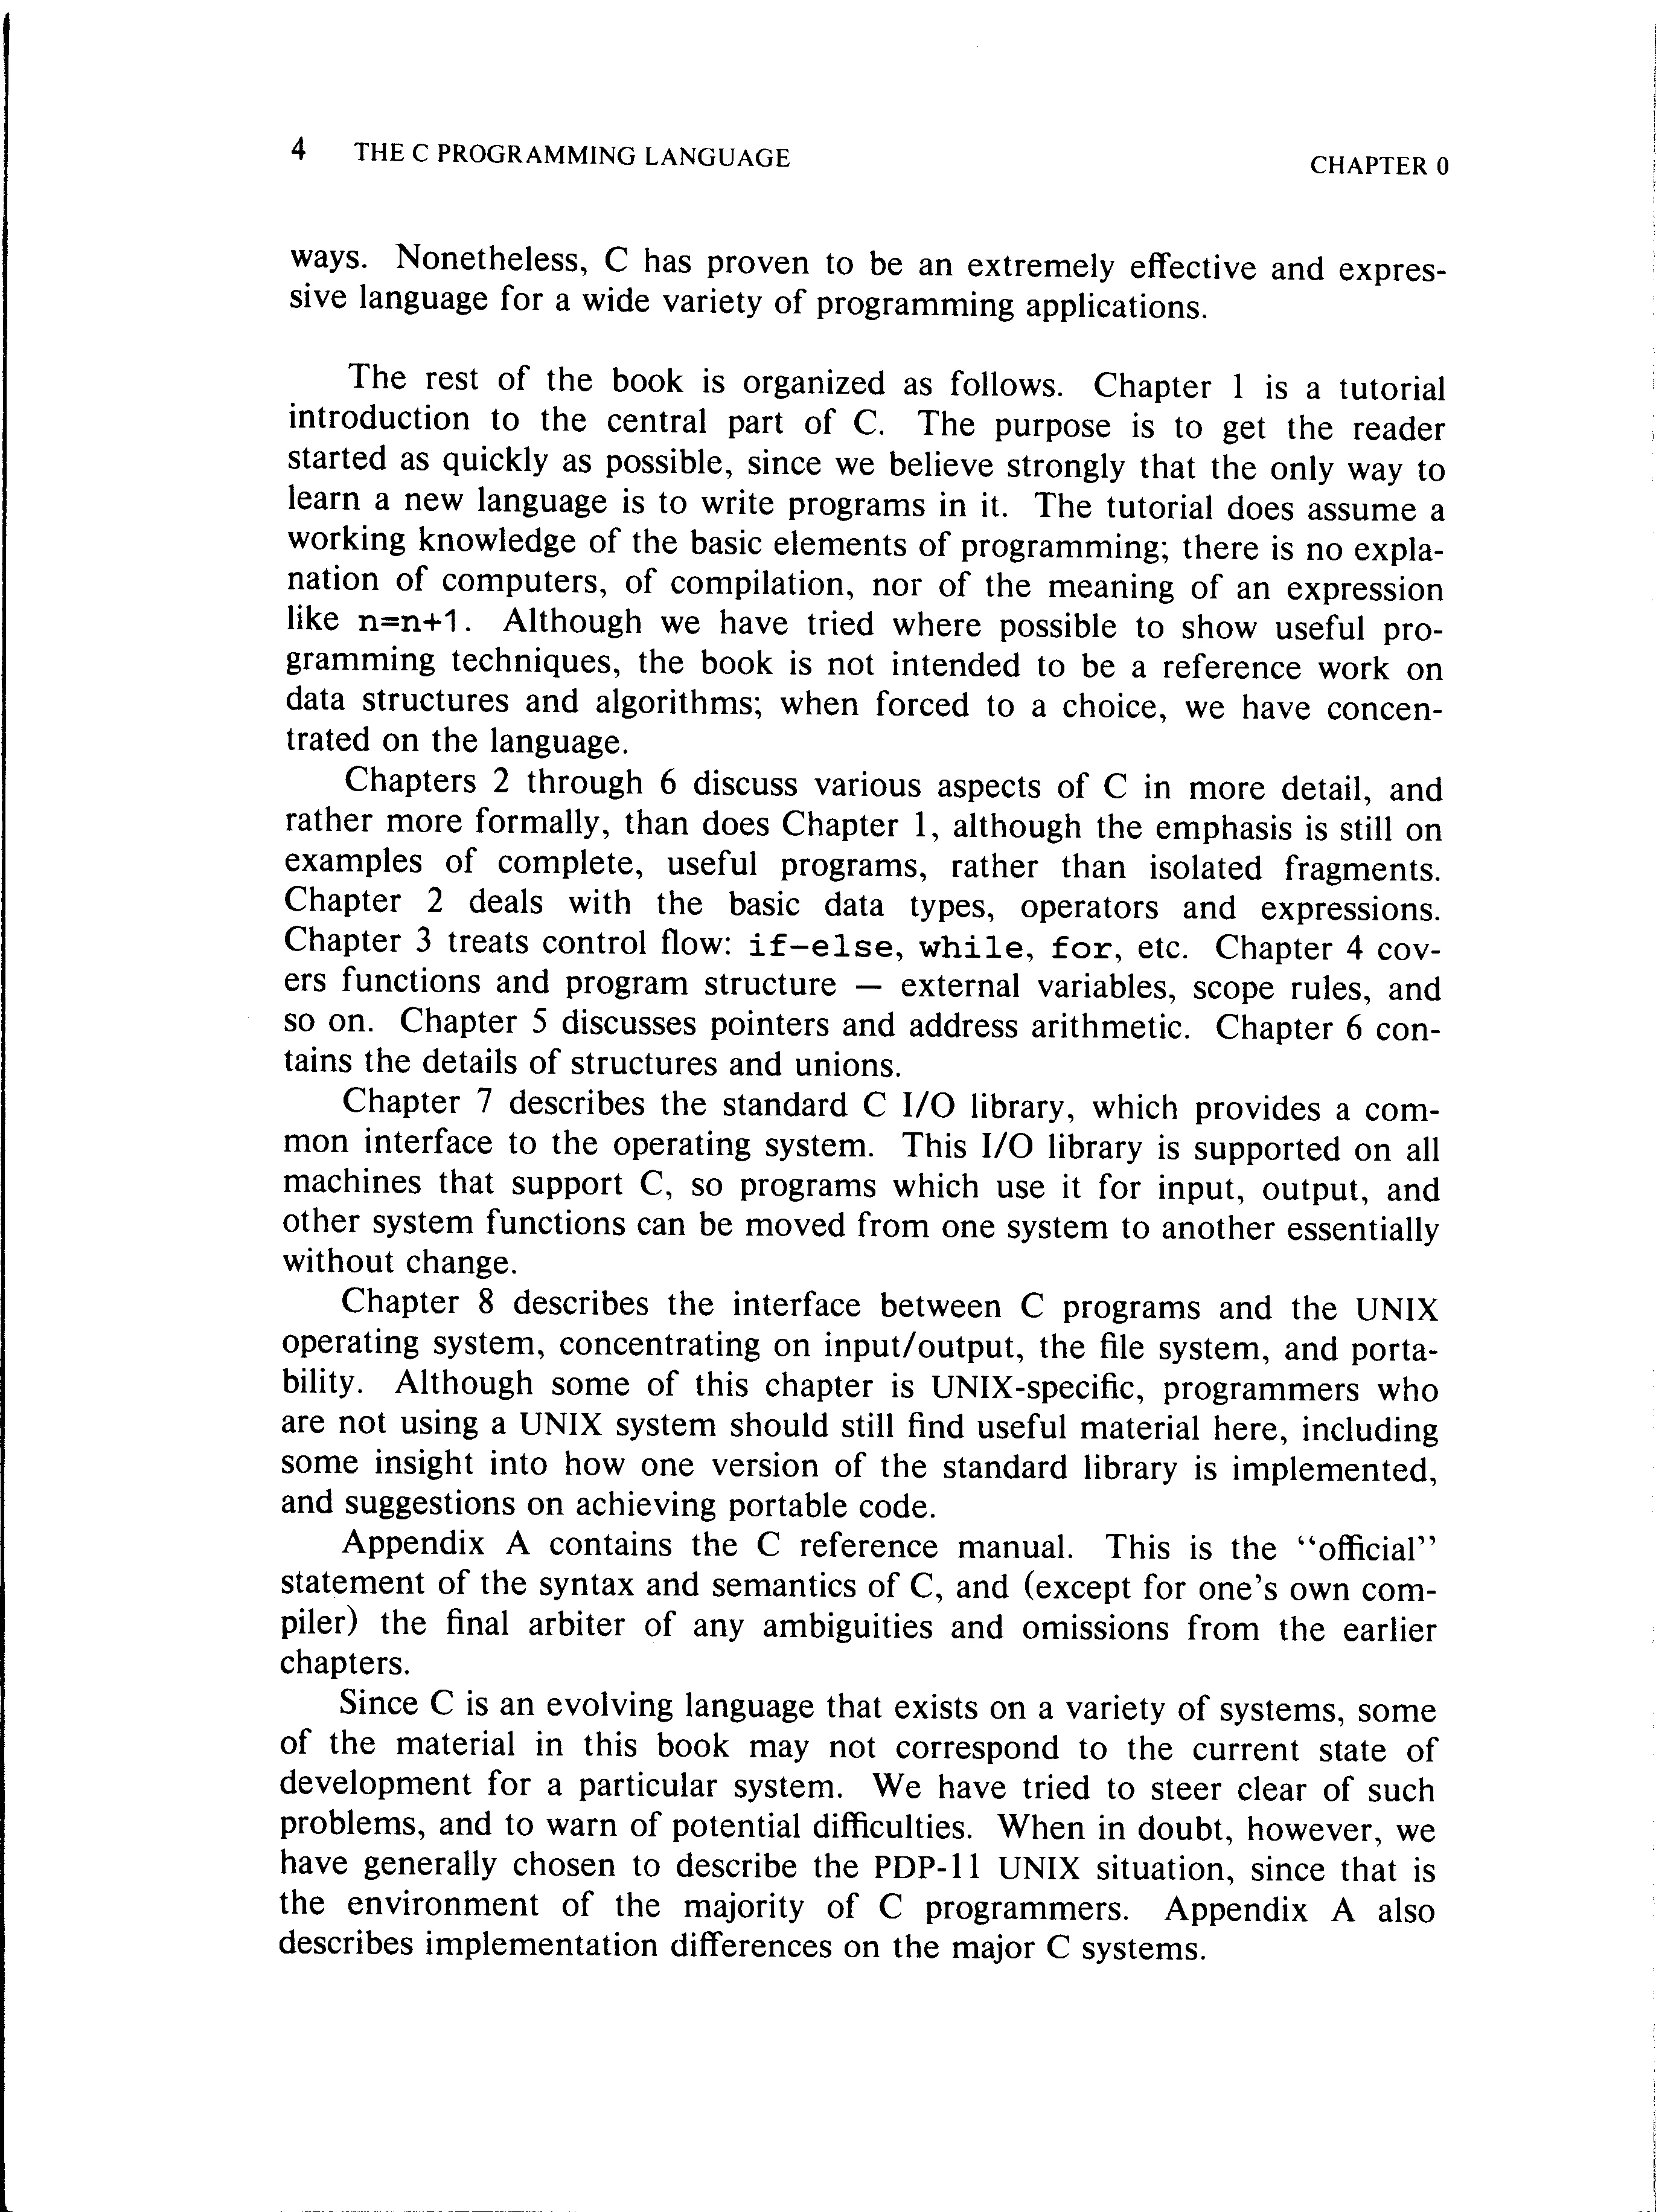 4 THE C PROGRAMMING LANGUAGE CHAPTER 0
ways. Nonetheless, C has proven to be an extremely effective and expres-
sive language for a wide variety of programming applications.
The rest of the book is organized as follows. Chapter 1 is a tutorial
introduction to the central part of C. The purpose is to get the reader
started as quickly as possible, since we believe strongly that the only way to
learn a new language is to write programs in it. The tutorial does assume a
working knowledge of the basic elements of programming; there is no expla-
nation of computers, of compilation, nor of the meaning of an expression
like n=n+1. Although we have tried where possible to show useful pro-
gramming techniques, the book is not intended to be a reference work on
data structures and algorithms; when forced to a choice, we have concen-
trated on the language.
Chapters 2 through 6 discuss various aspects of C in more detail, and
rather more formally, than does Chapter 1, although the emphasis is still on
examples of complete, useful programs, rather than isolated fragments.
Chapter 2 deals with the basic data types, operators and expressions.
Chapter 3 treats control flow: if-else, while, for, etc. Chapter 4 cov-
ers functions and program structure — external variables, scope rules, and
so on. Chapter 5 discusses pointers and address arithmetic. Chapter 6 con-
tains the details of structures and unions.
Chapter 7 describes the standard C I/O library, which provides a com-
mon interface to the operating system. This I/O library is supported on all
machines that support C, so programs which use it for input, output, and
other system functions can be moved from one system to another essentially
without change.
Chapter 8 describes the interface between C programs and the UNIX
operating system, concentrating on input/output, the file system, and porta-
bility. Although some of this chapter is UNIX-specific, programmers who
are not using a UNIX system should still find useful material here, including
some insight into how one version of the standard library is implemented,
and suggestions on achieving portable code.
Appendix A contains the C reference manual. This is the “official”
statement of the syntax and semantics of C, and (except for one's own com-
piler) the final arbiter of any ambiguities and omissions from the earlier
chapters.
Since C is an evolving language that exists on a variety of systems, some
of the material in this book may not correspond to the current state of
development for a particular system. We have tried to steer clear of such
problems, and to warn of potential difficulties. When in doubt, however, we
have generally chosen to describe the PDP-11 UNIX situation, since that is
the environment of the majority of C programmers. Appendix A also
describes implementation differences on the major C systems.